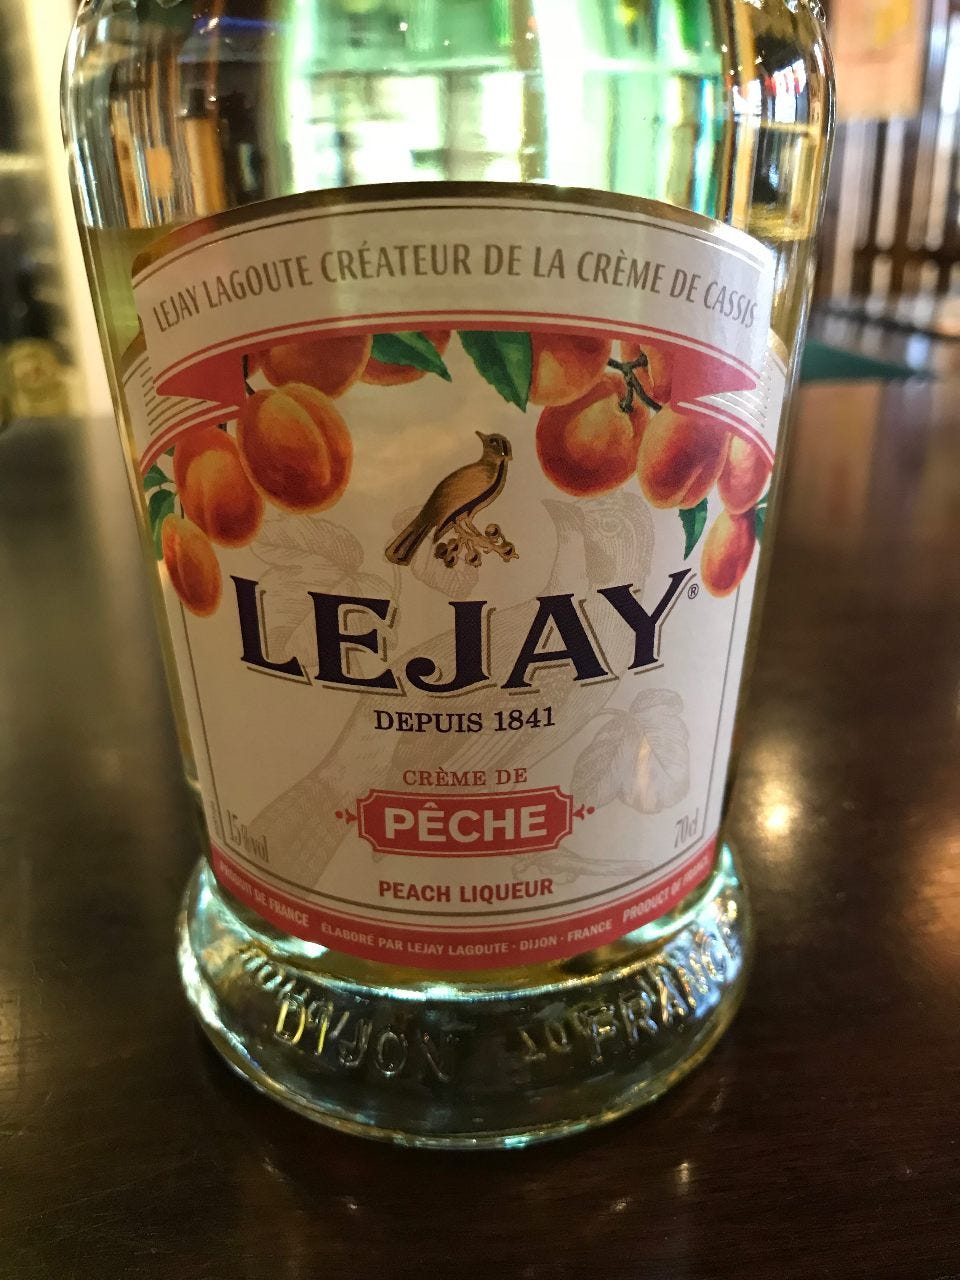 LEJAY LAGOUTE CRÉATEUR DE LA CRÈME DE CASSIS
LEJAY®
DEPUIS 1841
CRÈME DE
PÊCHE
15%vol
70cl
PEACH LIQUEUR
PRODUIT DE FRANCE ÉLABORÉ PAR LEJAY LAGOUTE · DIJON · FRANCE PRODUCT OF FRANCE
DIJON FRANCE